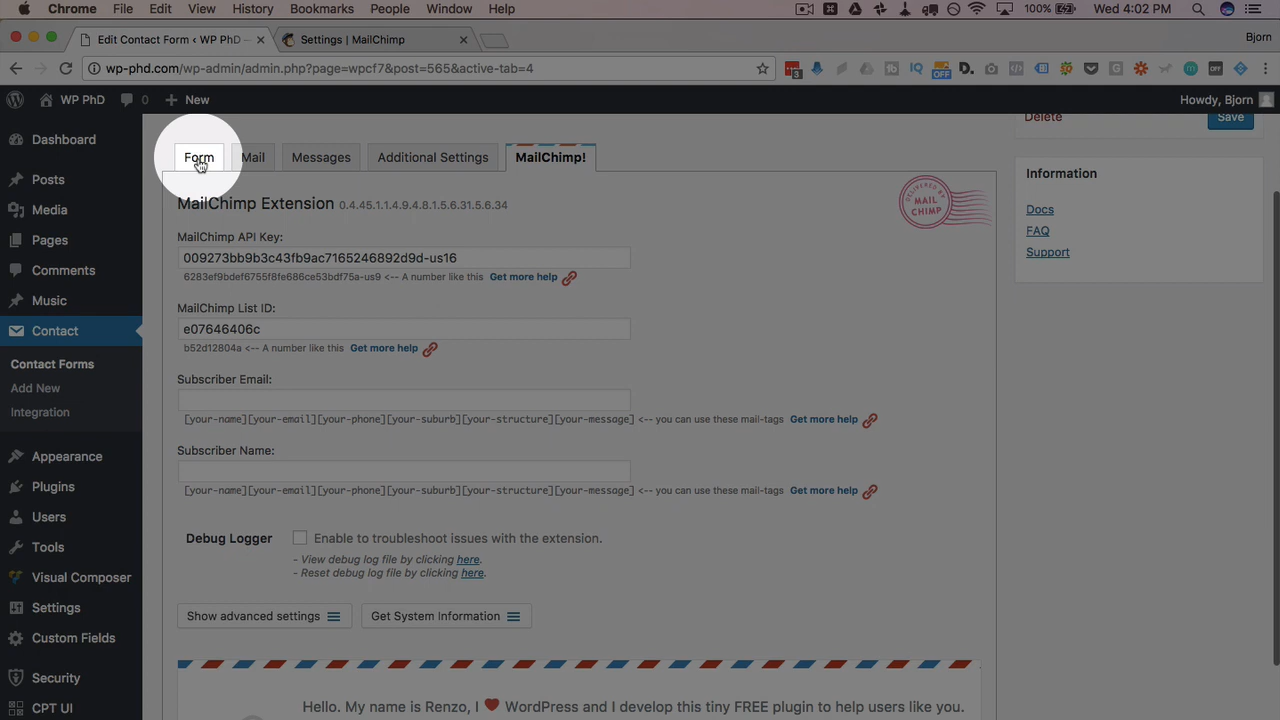 Chrome File Edit View History Bookmarks People Window Help 100% Wed 4:02 PM
Edit Contact Form ‹ WP PhD — Settings | MailChimp Bjorn
wp-phd.com/wp-admin/admin.php?page=wpcf7&post=565&active-tab=4
WP PhD 0 New Howdy, Bjorn
Dashboard
Posts
Media
Pages
Comments
Music
Contact
Contact Forms
Add New
Integration
Appearance
Plugins
Users
Tools
Visual Composer
Settings
Custom Fields
Security
CPT UI
Form Mail Messages Additional Settings MailChimp!
MailChimp Extension 0.4.45.1.1.4.9.4.8.1.5.6.31.5.6.34
DELIVERED BY
MAIL
CHIMP
MailChimp API Key:
009273bb9b3c43fb9ac7165246892d9d-us16
6283ef9bdef6755f8fe686ce53bdf75a-us9 <-- A number like this Get more help
MailChimp List ID:
e07646406c
b52d12804a <-- A number like this Get more help
Subscriber Email:
[your-name][your-email][your-phone][your-suburb][your-structure][your-message] <-- you can use these mail-tags Get more help
Subscriber Name:
[your-name][your-email][your-phone][your-suburb][your-structure][your-message] <-- you can use these mail-tags Get more help
Debug Logger Enable to troubleshoot issues with the extension.
- View debug log file by clicking here.
- Reset debug log file by clicking here.
Show advanced settings Get System Information
Hello. My name is Renzo, I ❤ WordPress and I develop this tiny FREE plugin to help users like you.
Delete Save
Information
Docs
FAQ
Support